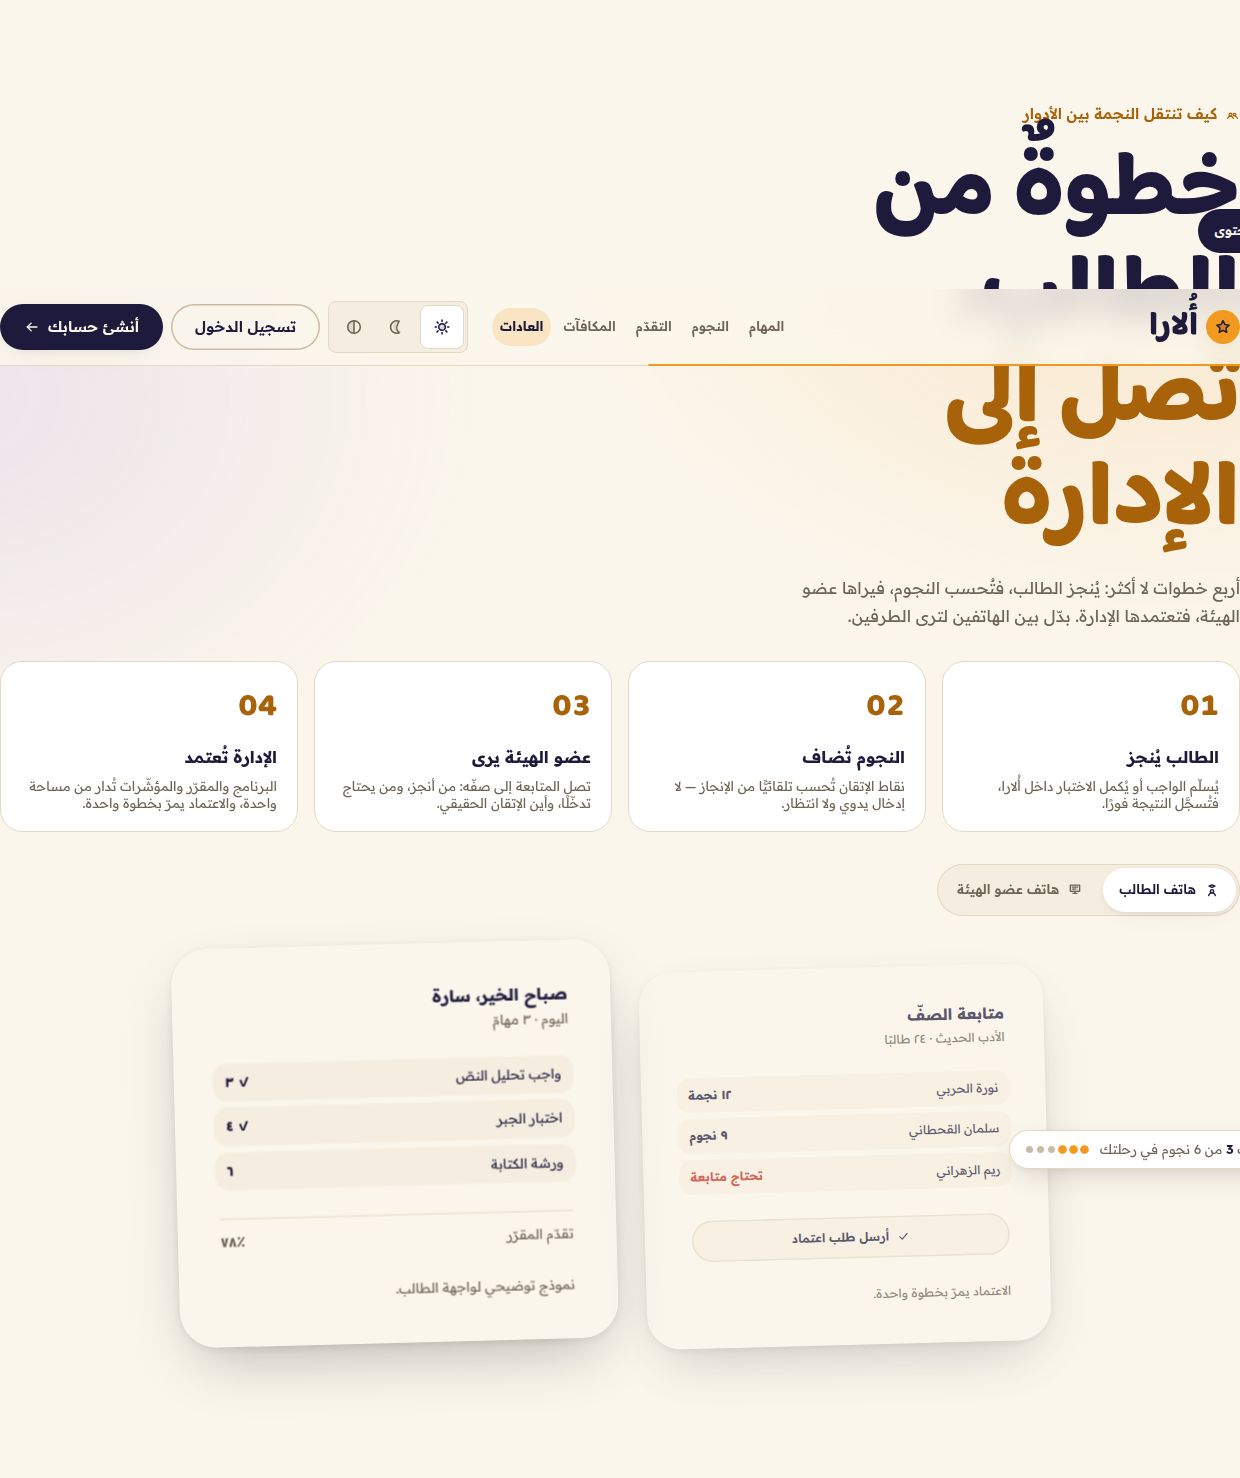 كيف تنتقل النجمة بين الأدوار
خطوةٌ من
الطالب
أُلارا
المهام
النجوم
التقدّم
المكافآت
العادات
تسجيل الدخول
أنشئ حسابك
تصل إلى
الإدارة
أربع خطوات لا أكثر: يُنجز الطالب، فتُحسب النجوم، فيراها عضو
الهيئة، فتعتمدها الإدارة. بدّل بين الهاتفين لترى الطرفين.
01
الطالب يُنجز
يُسلّم الواجب أو يُكمل الاختبار داخل أُلارا،
فتُسجَّل النتيجة فورًا.
02
النجوم تُضاف
نقاط الإتقان تُحسب تلقائيًّا من الإنجاز — لا
إدخال يدوي ولا انتظار.
03
عضو الهيئة يرى
تصل المتابعة إلى صفّه: من أنجز، ومن يحتاج
تدخّلًا، وأين الإتقان الحقيقي.
04
الإدارة تُعتمد
البرنامج والمقرّر والمؤشّرات تُدار من مساحة
واحدة، والاعتماد يمرّ بخطوة واحدة.
هاتف الطالب
هاتف عضو الهيئة
متابعة الصفّ
الأدب الحديث · ٢٤ طالبًا
نورة الحربي ١٢ نجمة
سلمان القحطاني ٩ نجوم
ريم الزهراني تحتاج متابعة
أرسل طلب اعتماد
الاعتماد يمرّ بخطوة واحدة.
صباح الخير، سارة
اليوم · ٣ مهامّ
واجب تحليل النصّ ✓ ٣
اختبار الجبر ✓ ٤
ورشة الكتابة ٦
تقدّم المقرّر ٧٨٪
نموذج توضيحي لواجهة الطالب.
3 من 6 نجوم في رحلتك